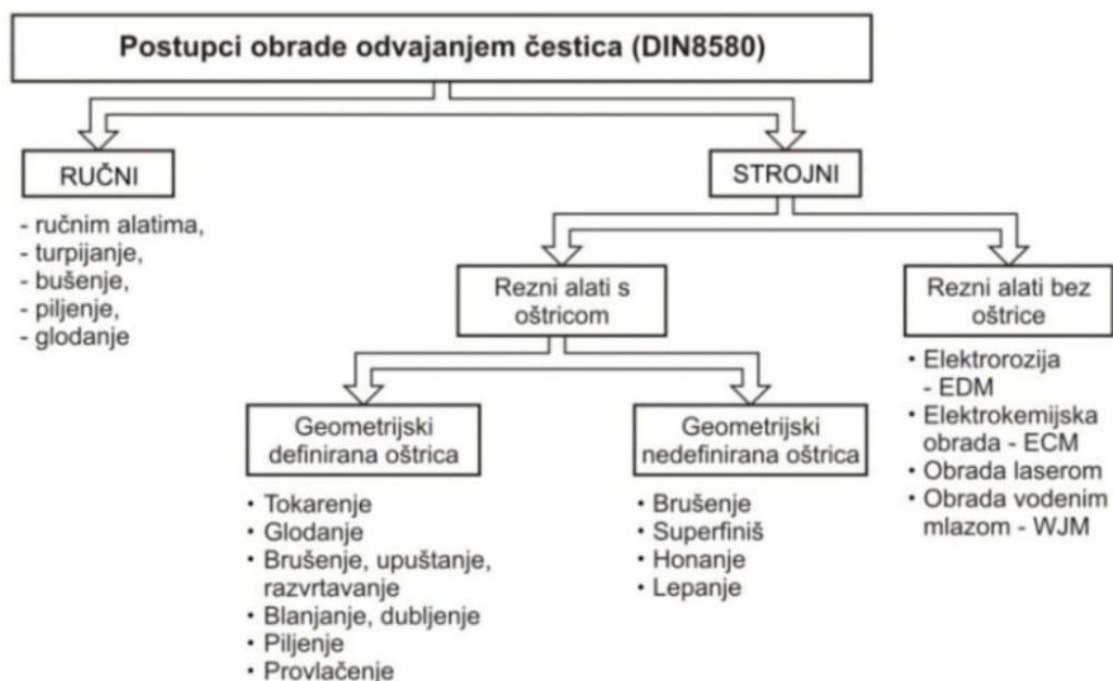 Postupci obrade odvajanjem čestica (DIN8580)
RUČNI
- ručnim alatima,
- turpijanje,
- bušenje,
- piljenje,
- glodanje
STROJNI
Rezni alati s
oštricom
Rezni alati bez
oštrice
• Elektrorozija
- EDM
• Elektrokemijska
obrada - ECM
• Obrada laserom
• Obrada vodenim
mlazom - WJM
Geometrijski
definirana oštrica
• Tokarenje
• Glodanje
• Brušenje, upuštanje,
razvrtavanje
• Blanjanje, dubljenje
• Piljenje
• Provlačenje
Geometrijski
nedefinirana oštrica
• Brušenje
• Superfiniš
• Honanje
• Lepanje